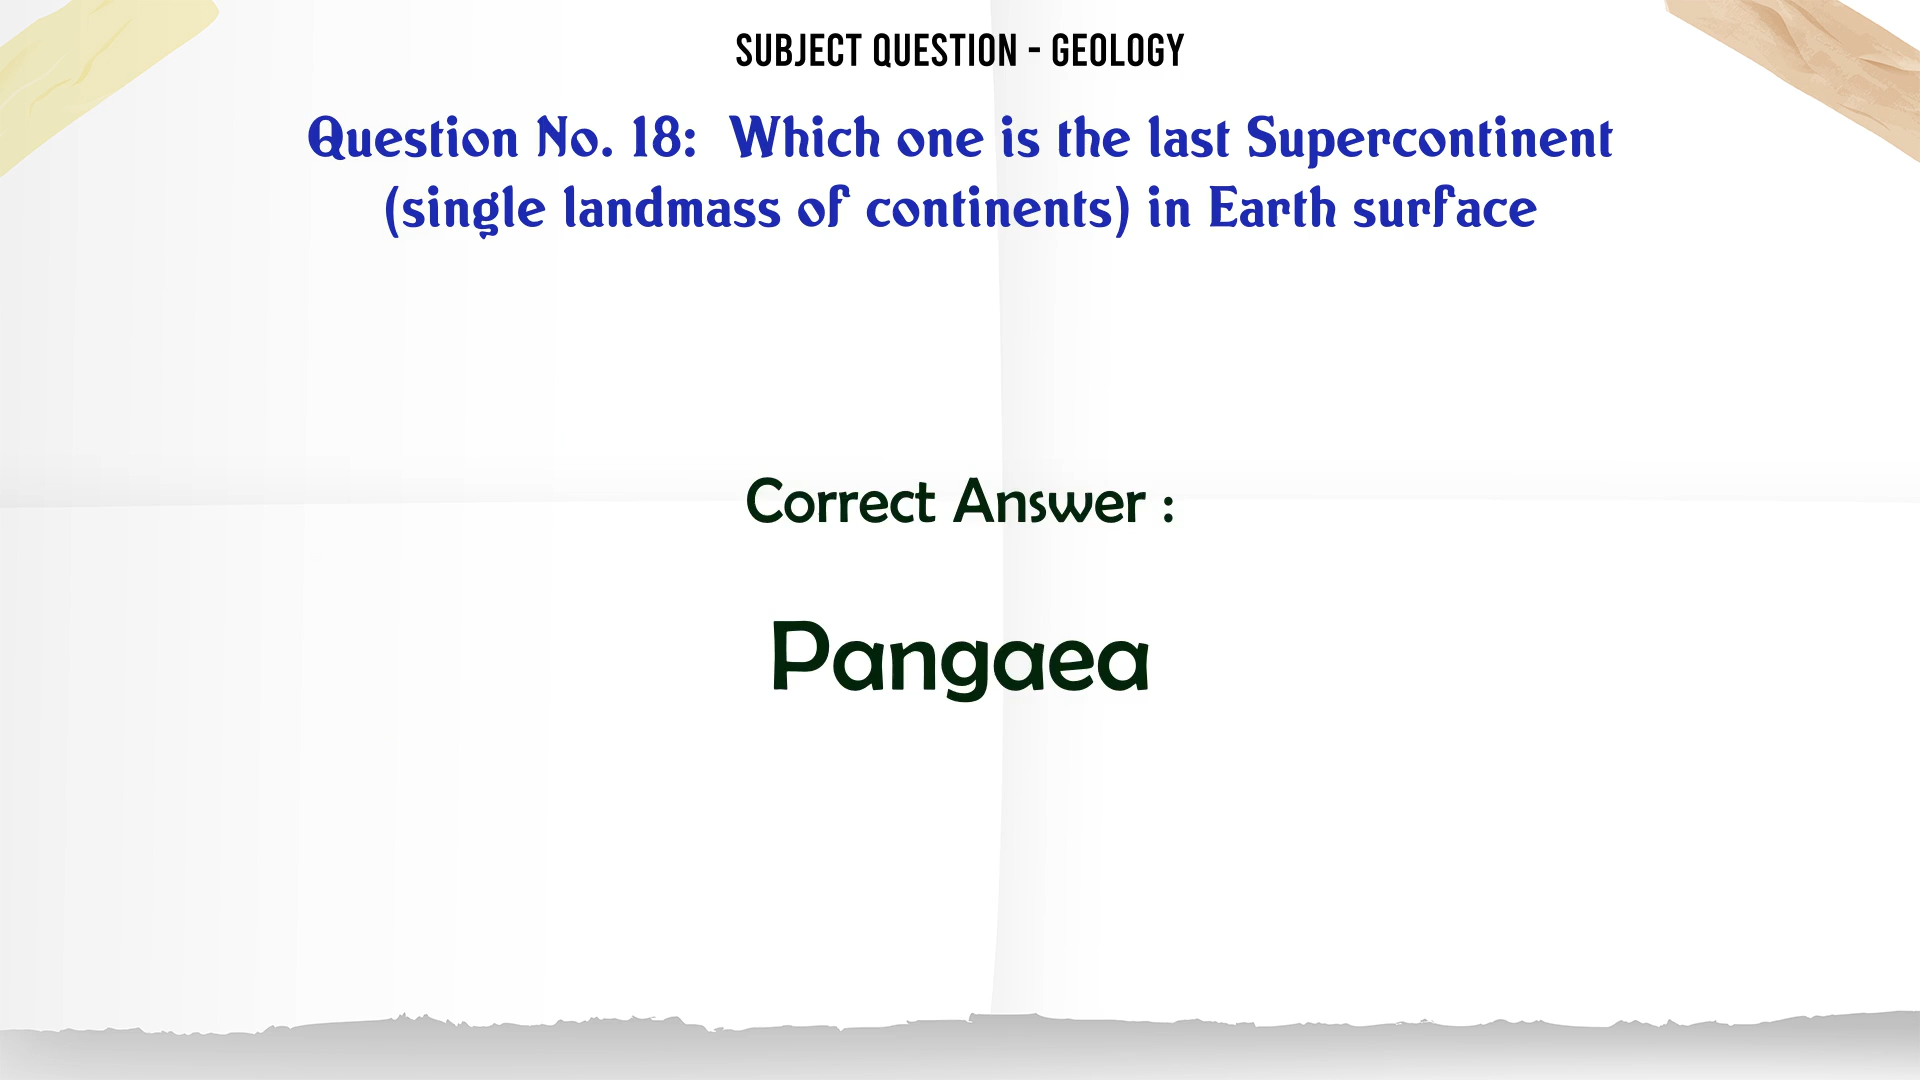 SUBJECT QUESTION - GEOLOGY
Question No. 18: Which one is the last Supercontinent
(single landmass of continents) in Earth surface
Correct Answer :
Pangaea